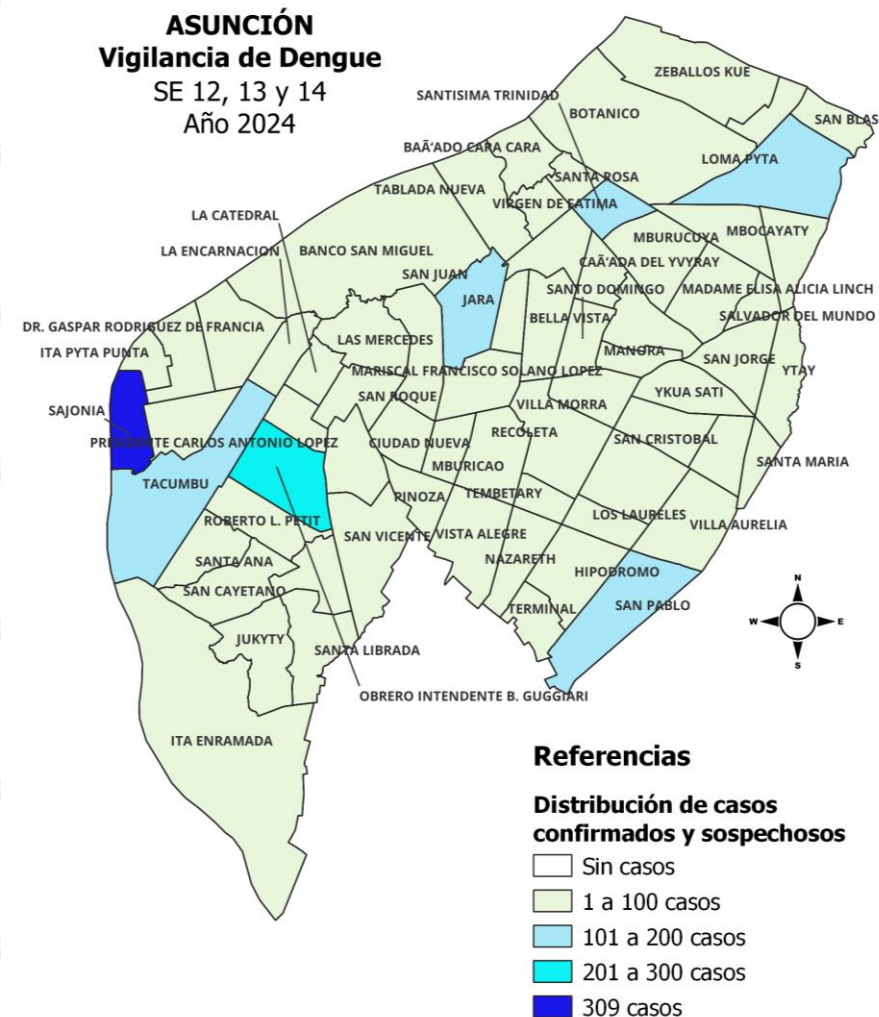 ASUNCIÓN
Vigilancia de Dengue
SE 12, 13 y 14
Año 2024
ZEBALLOS KUE
SANTISIMA TRINIDAD
BOTANICO
SAN BLAS
BAÃ'ADO CARA CARA
LOMA PYTA
SANTA ROSA
TABLADA NUEVA
VIRGEN DE FATIMA
LA CATEDRAL
MBOCAYATY
MBURUCUYA
LA ENCARNACION
BANCO SAN MIGUEL
CAÃ'ADA DEL YVYRAY
SAN JUAN
SANTO DOMINGO
MADAME ELISA ALICIA LINCH
JARA
BELLA VISTA
SALVADOR DEL MUNDO
DR. GASPAR RODRIGUEZ DE FRANCIA
LAS MERCEDES
ITA PYTA PUNTA
MANORA
SAN JORGE
MARISCAL FRANCISCO SOLANO LOPEZ
YTAY
YKUA SATI
SAN ROQUE
VILLA MORRA
SAJONIA
RECOLETA
PRESIDENTE CARLOS ANTONIO LOPEZ
CIUDAD NUEVA
SAN CRISTOBAL
SANTA MARIA
MBURICAO
TACUMBU
PINOZA
TEMBETARY
LOS LAURELES
ROBERTO L. PETIT
VILLA AURELIA
SAN VICENTE
VISTA ALEGRE
SANTA ANA
NAZARETH
HIPODROMO
SAN CAYETANO
TERMINAL
SAN PABLO
JUKYTY
SANTA LIBRADA
OBRERO INTENDENTE B. GUGGIARI
ITA ENRAMADA
N
W
E
S
Referencias
Distribución de casos
confirmados y sospechosos
Sin casos
1 a 100 casos
101 a 200 casos
201 a 300 casos
309 casos